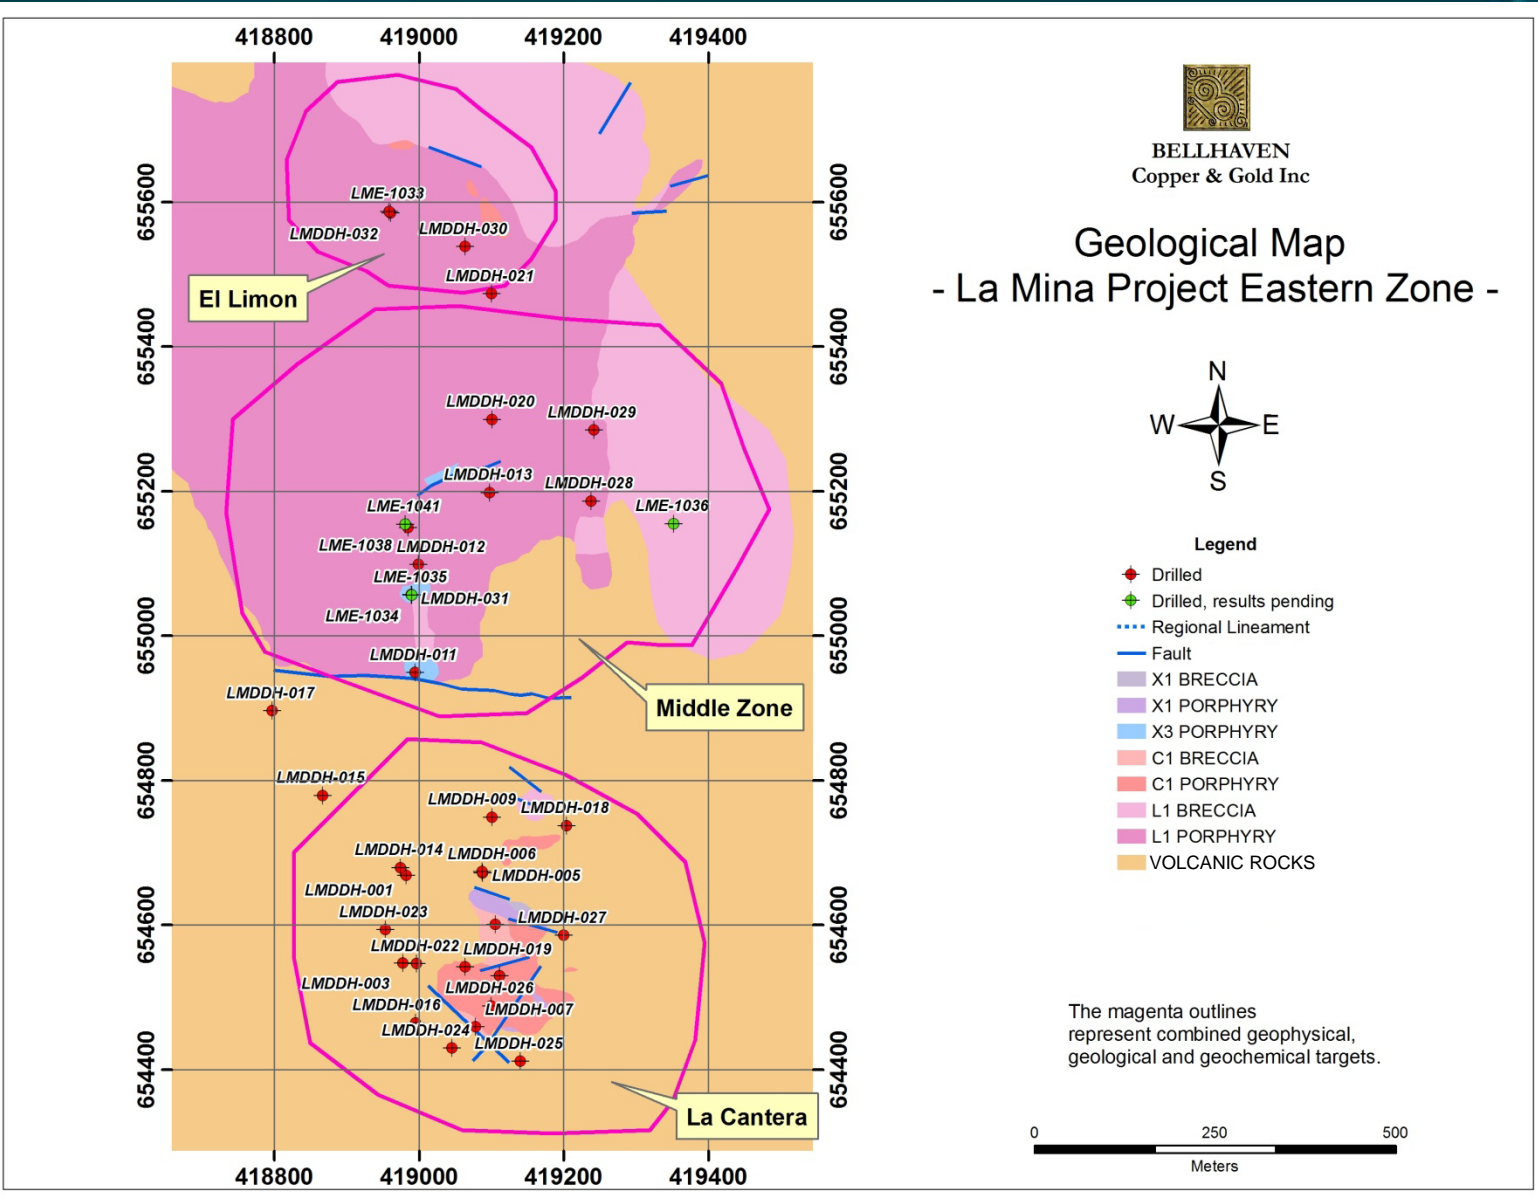 418800 419000 419200 419400
655600
655400
655200
655000
654800
654600
654400
LME-1033
LMDDH-032
LMDDH-030
LMDDH-021
El Limon
LMDDH-020
LMDDH-029
LMDDH-013
LMDDH-028
LME-1041
LME-1036
LME-1038
LMDDH-012
LME-1035
LMDDH-031
LME-1034
LMDDH-011
LMDDH-017
Middle Zone
LMDDH-015
LMDDH-009
LMDDH-018
LMDDH-014
LMDDH-006
LMDDH-005
LMDDH-001
LMDDH-023
LMDDH-027
LMDDH-022
LMDDH-019
LMDDH-003
LMDDH-026
LMDDH-016
LMDDH-007
LMDDH-024
LMDDH-025
La Cantera
655600
655400
655200
655000
654800
654600
654400
418800 419000 419200 419400
BELLHAVEN
Copper & Gold Inc
Geological Map
- La Mina Project Eastern Zone -
N
W E
S
Legend
Drilled
Drilled, results pending
Regional Lineament
Fault
X1 BRECCIA
X1 PORPHYRY
X3 PORPHYRY
C1 BRECCIA
C1 PORPHYRY
L1 BRECCIA
L1 PORPHYRY
VOLCANIC ROCKS
The magenta outlines
represent combined geophysical,
geological and geochemical targets.
0 250 500
Meters